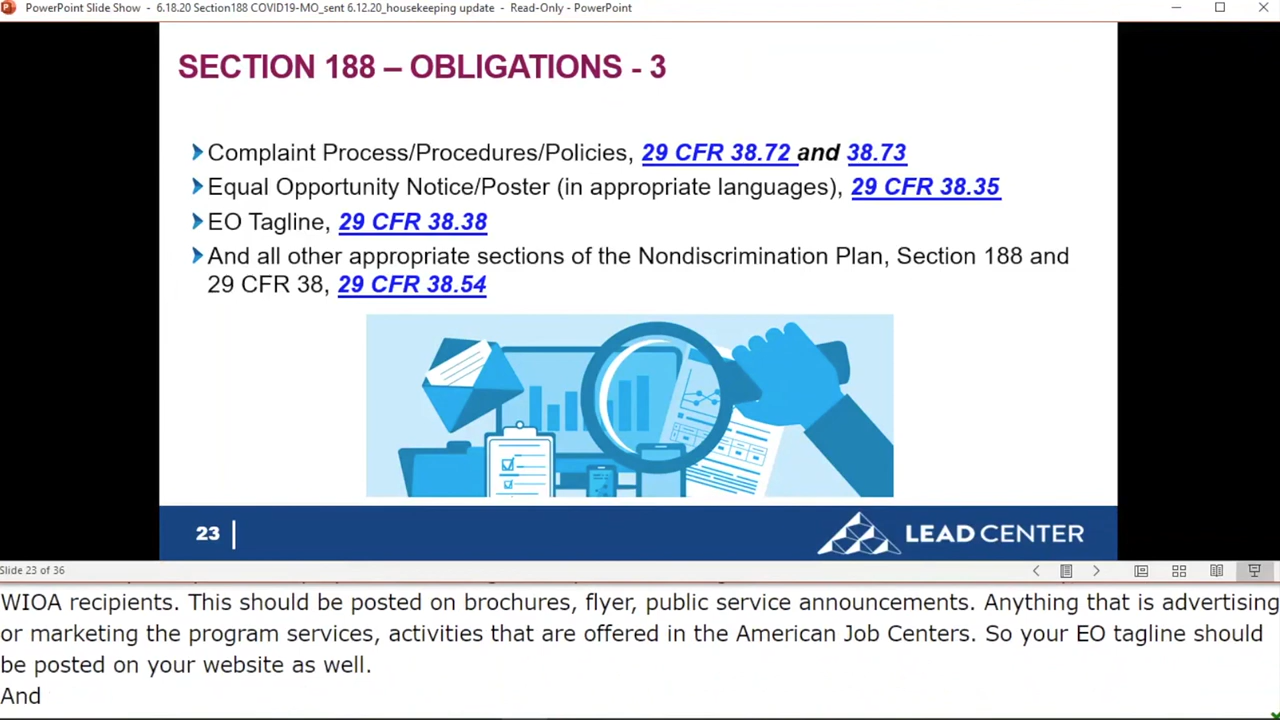 PowerPoint Slide Show - 6.18.20 Section188 COVID19-MO_sent 6.12.20_housekeeping update - Read-Only - PowerPoint
SECTION 188 – OBLIGATIONS - 3
Complaint Process/Procedures/Policies, 29 CFR 38.72 and 38.73
Equal Opportunity Notice/Poster (in appropriate languages), 29 CFR 38.35
EO Tagline, 29 CFR 38.38
And all other appropriate sections of the Nondiscrimination Plan, Section 188 and
29 CFR 38, 29 CFR 38.54
23
LEAD CENTER
Slide 23 of 36
WIOA recipients. This should be posted on brochures, flyer, public service announcements. Anything that is advertising
or marketing the program services, activities that are offered in the American Job Centers. So your EO tagline should
be posted on your website as well.
And